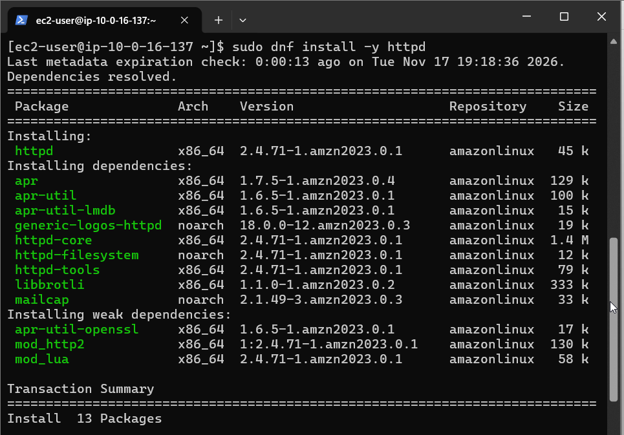 ec2-user@ip-10-0-16-137:~
[ec2-user@ip-10-0-16-137 ~]$ sudo dnf install -y httpd
Last metadata expiration check: 0:00:13 ago on Tue Nov 17 19:18:36 2026.
Dependencies resolved.
================================================================================
Package Arch Version Repository Size
================================================================================
Installing:
httpd x86_64 2.4.71-1.amzn2023.0.1 amazonlinux 45 k
Installing dependencies:
apr x86_64 1.7.5-1.amzn2023.0.4 amazonlinux 129 k
apr-util x86_64 1.6.5-1.amzn2023.0.1 amazonlinux 100 k
apr-util-lmdb x86_64 1.6.5-1.amzn2023.0.1 amazonlinux 15 k
generic-logos-httpd noarch 18.0.0-12.amzn2023.0.3 amazonlinux 19 k
httpd-core x86_64 2.4.71-1.amzn2023.0.1 amazonlinux 1.4 M
httpd-filesystem noarch 2.4.71-1.amzn2023.0.1 amazonlinux 12 k
httpd-tools x86_64 2.4.71-1.amzn2023.0.1 amazonlinux 79 k
libbrotli x86_64 1.1.0-1.amzn2023.0.2 amazonlinux 333 k
mailcap noarch 2.1.49-3.amzn2023.0.3 amazonlinux 33 k
Installing weak dependencies:
apr-util-openssl x86_64 1.6.5-1.amzn2023.0.1 amazonlinux 17 k
mod_http2 x86_64 1:2.4.71-1.amzn2023.0.1 amazonlinux 130 k
mod_lua x86_64 2.4.71-1.amzn2023.0.1 amazonlinux 58 k
Transaction Summary
================================================================================
Install 13 Packages